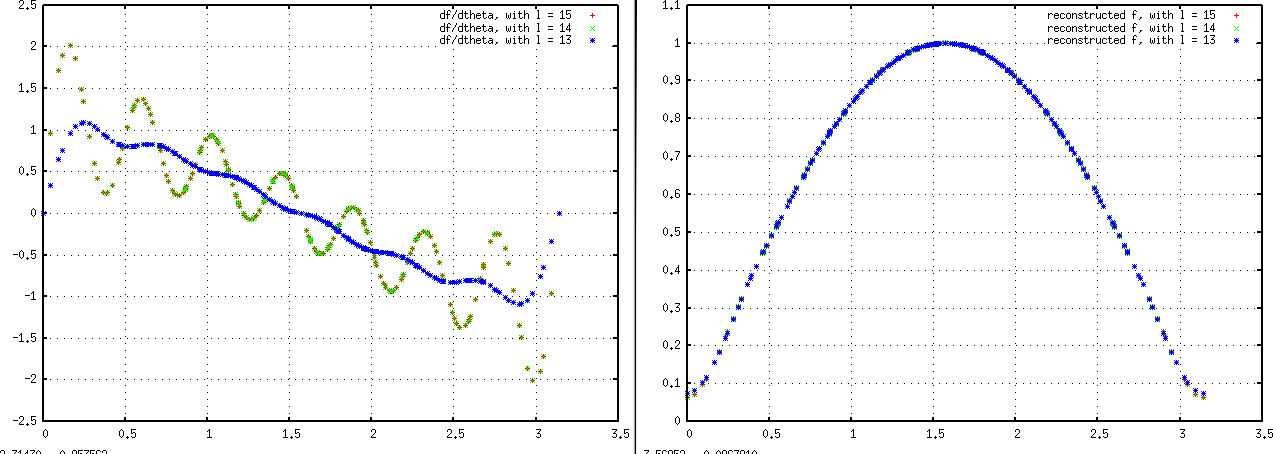 2.5
2
1.5
1
0.5
0
-0.5
-1
-1.5
-2
-2.5
df/dtheta, with l = 15
df/dtheta, with l = 14
df/dtheta, with l = 13
0 0.5 1 1.5 2 2.5 3 3.5
1.1
1
0.9
0.8
0.7
0.6
0.5
0.4
0.3
0.2
0.1
0
reconstructed f, with l = 15
reconstructed f, with l = 14
reconstructed f, with l = 13
0 0.5 1 1.5 2 2.5 3 3.5